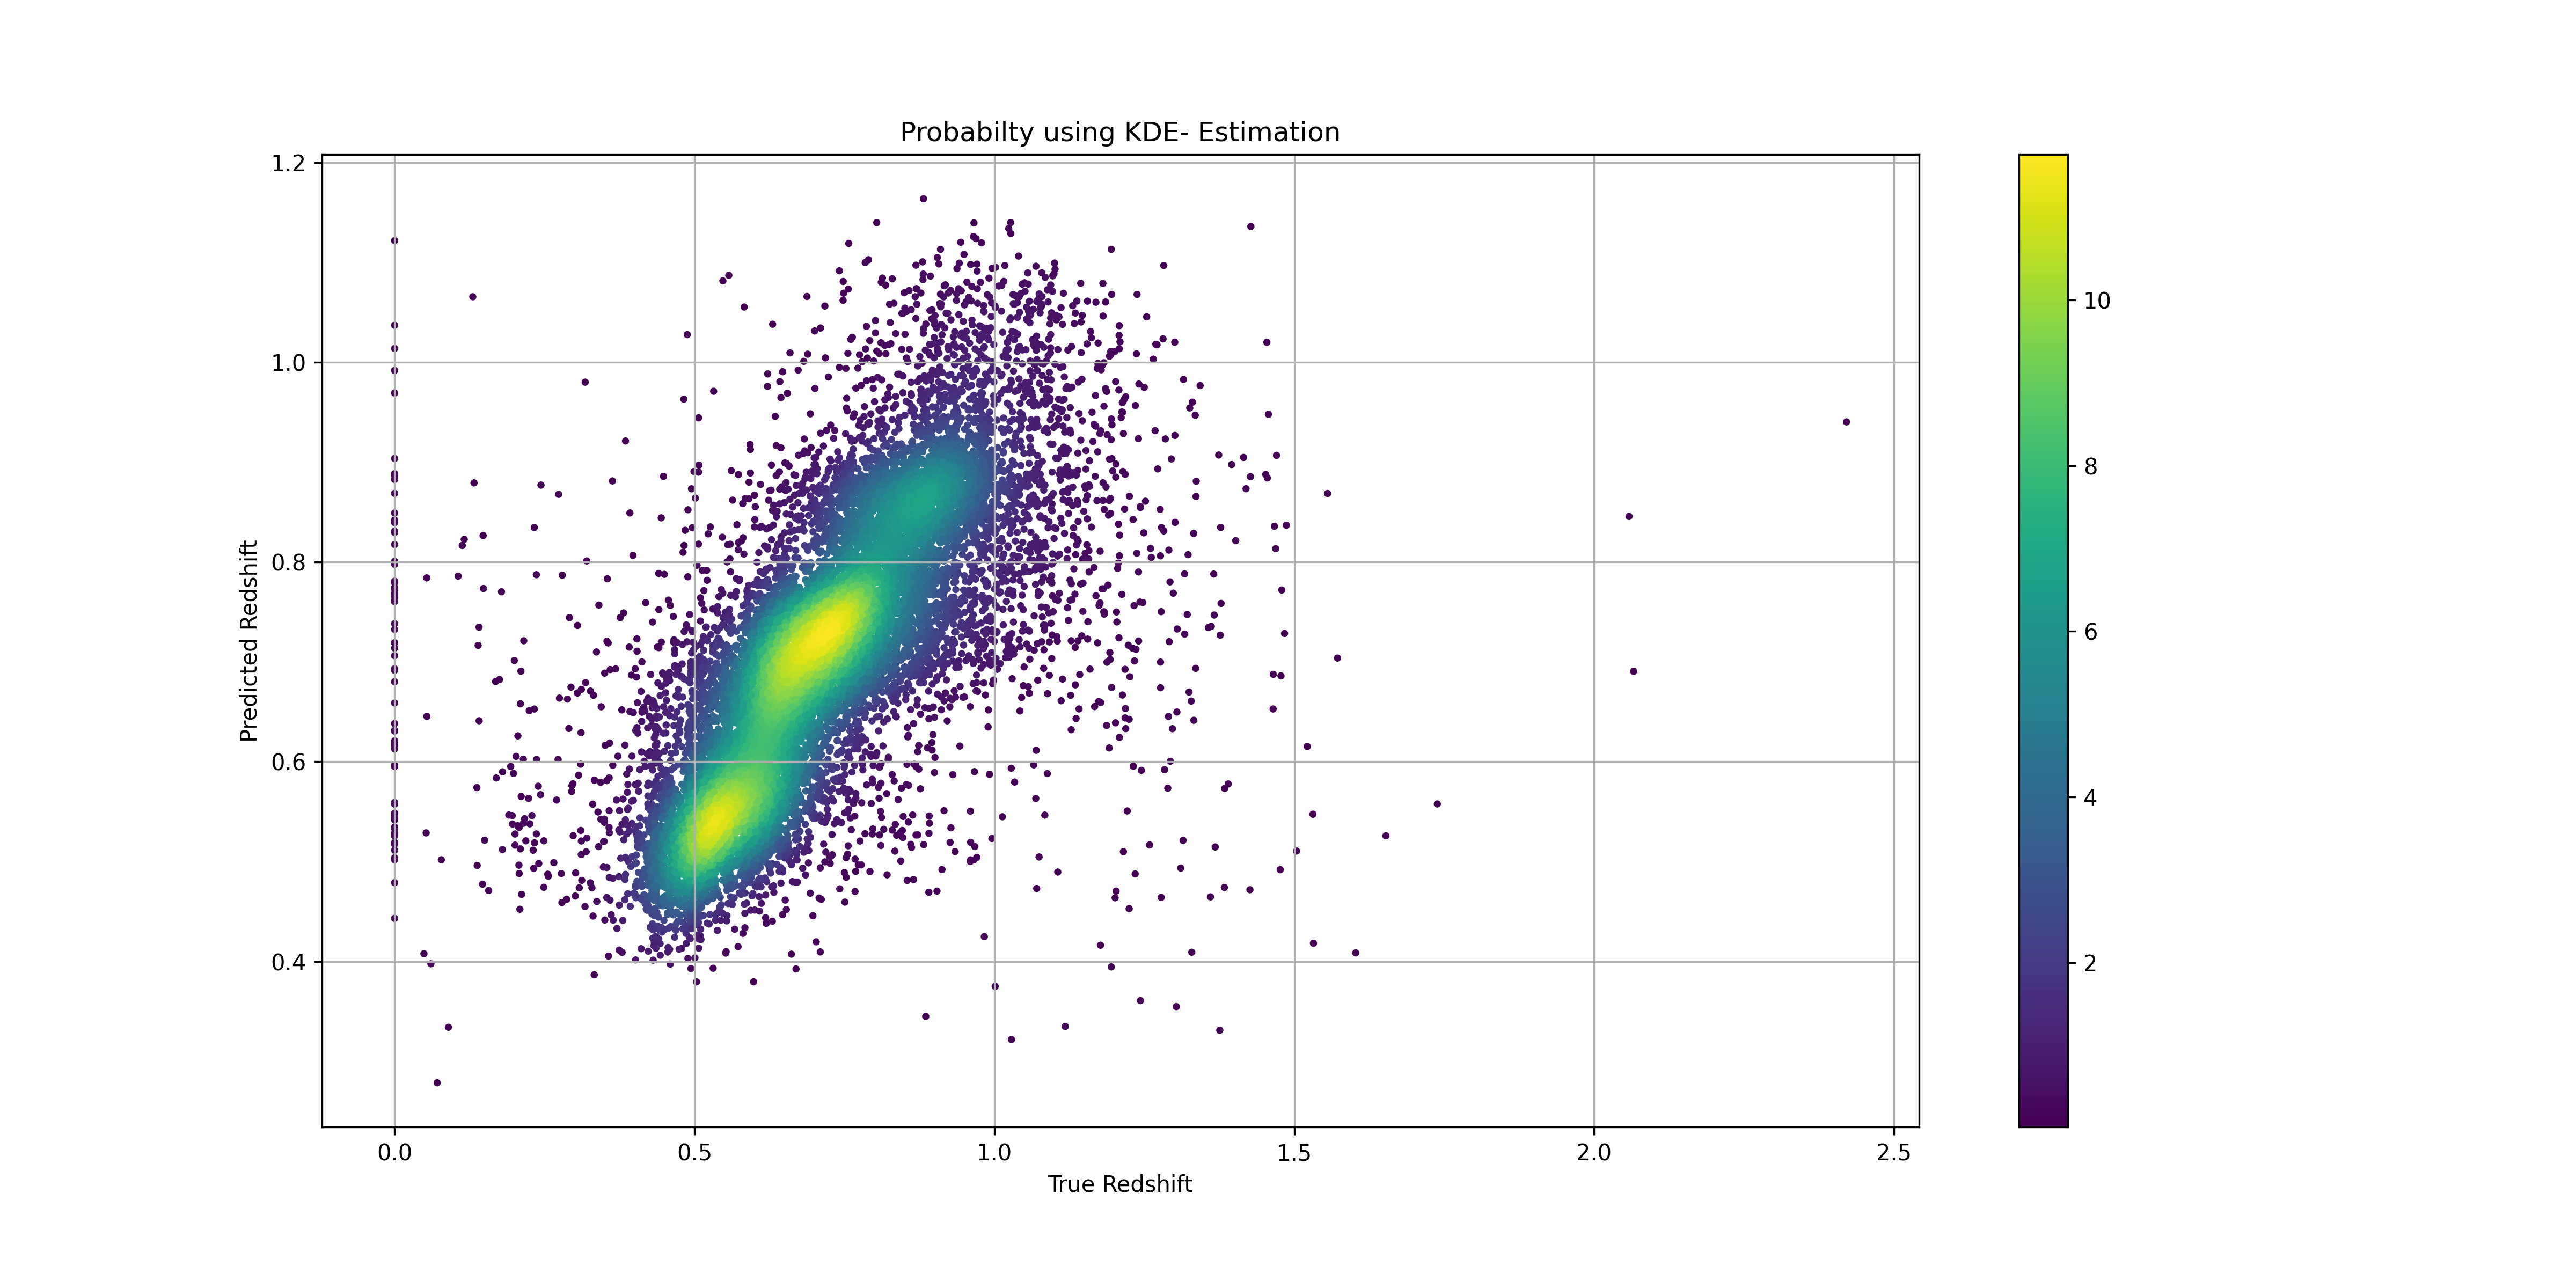 Probabilty using KDE- Estimation
1.2
1.0
0.8
0.6
0.4
Predicted Redshift
0.0 0.5 1.0 1.5 2.0 2.5
True Redshift
10
8
6
4
2